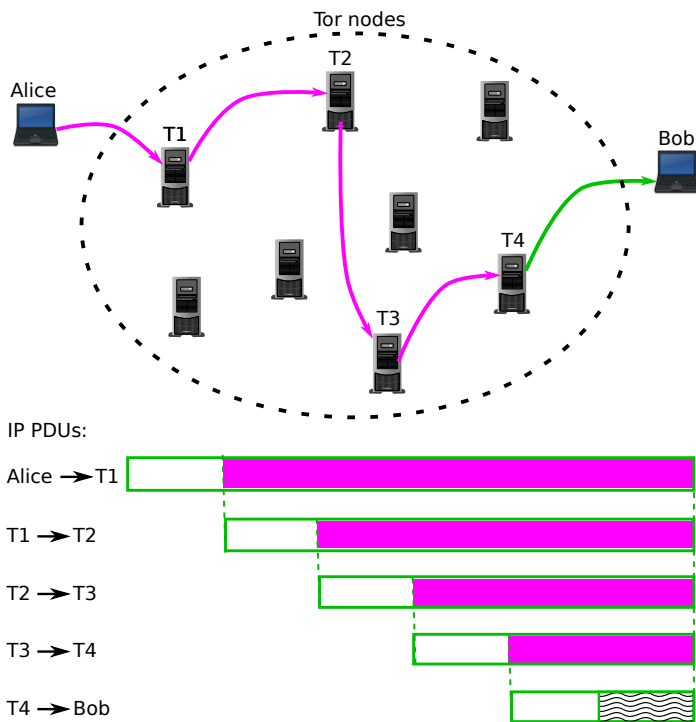 Tor nodes
Alice
T1
T2
Bob
T4
T3
IP PDUs:
Alice → T1
T1 → T2
T2 → T3
T3 → T4
T4 → Bob